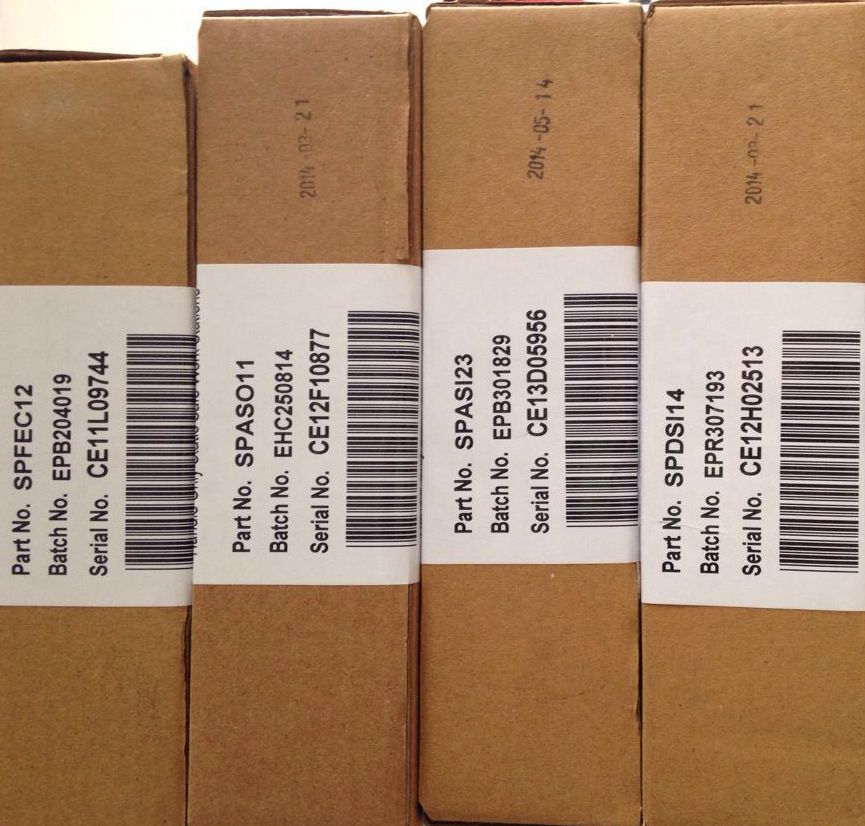 Part No. SPFEC12
Batch No. EPB204019
Serial No. CE11L09744
2014-03-21
Part No. SPASO11
Batch No. EHC250814
Serial No. CE12F10877
2014-05-14
Part No. SPASI23
Batch No. EPB301829
Serial No. CE13D05956
2014-
21
Part No. SPDSI14
Batch No. EPR307193
Serial No. CE12H02513